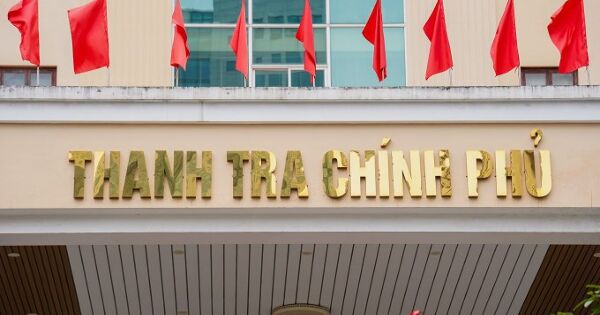 THANH TRA CHÍNH PHỦ